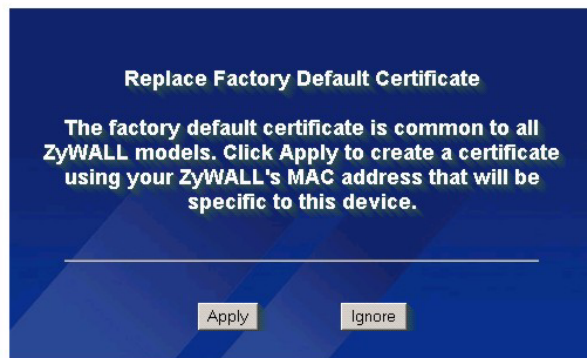 Replace Factory Default Certificate
The factory default certificate is common to all
ZyWALL models. Click Apply to create a certificate
using your ZyWALL's MAC address that will be
specific to this device.
Apply
Ignore